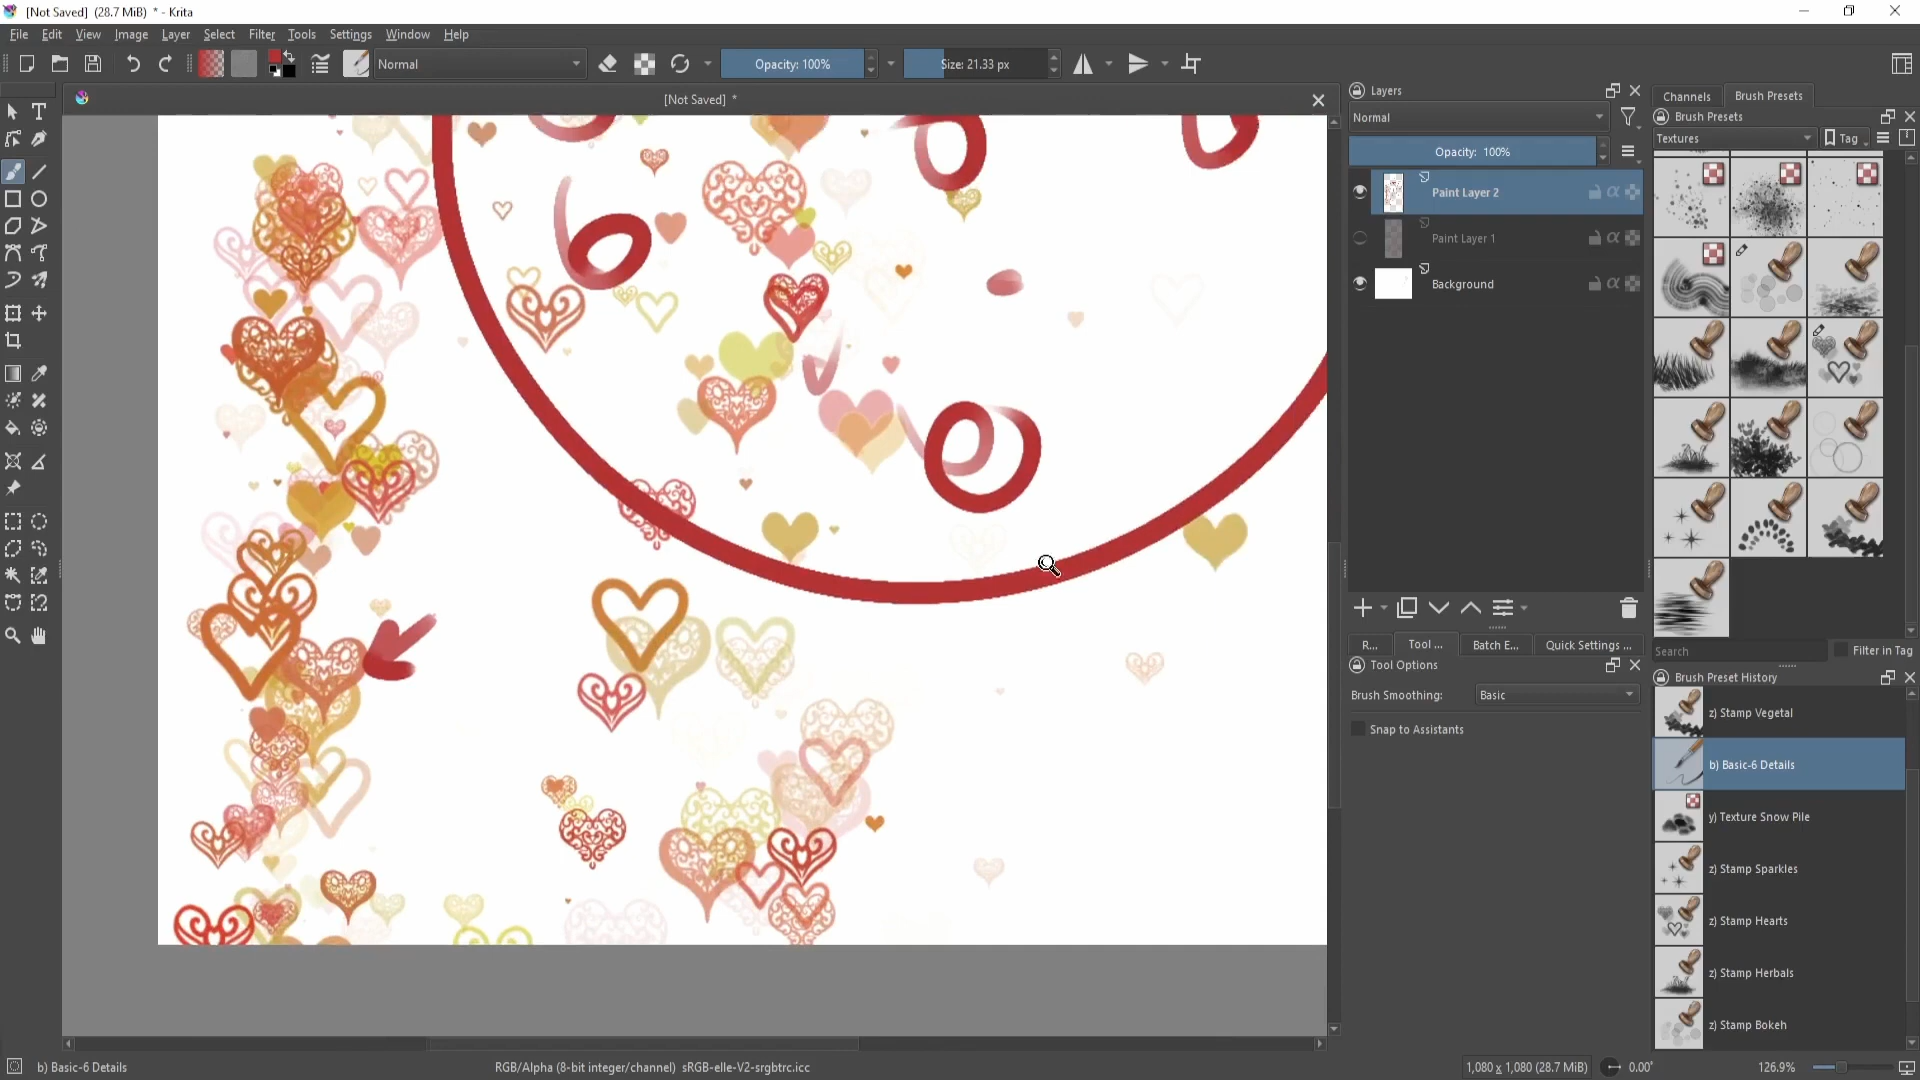 [Not Saved]  (28.7 MiB)  * - Krita
File Edit View Image Layer Select Filter Tools Settings Window Help
Normal
Opacity: 100%
Size: 21.33 px
[Not Saved]  *
Layers
Normal
Opacity:  100%
Paint Layer 2
Paint Layer 1
Background
R... Tool ... Batch E... Quick Settings ...
Tool Options
Brush Smoothing: Basic
Snap to Assistants
Channels Brush Presets
Brush Presets
Textures Tag
Search Filter in Tag
Brush Preset History
z) Stamp Vegetal
b) Basic-6 Details
y) Texture Snow Pile
z) Stamp Sparkles
z) Stamp Hearts
z) Stamp Herbals
z) Stamp Bokeh
b) Basic-6 Details
RGB/Alpha (8-bit integer/channel)  sRGB-elle-V2-srgbtrc.icc
1,080 x 1,080 (28.7 MiB)
0.00°
126.9%